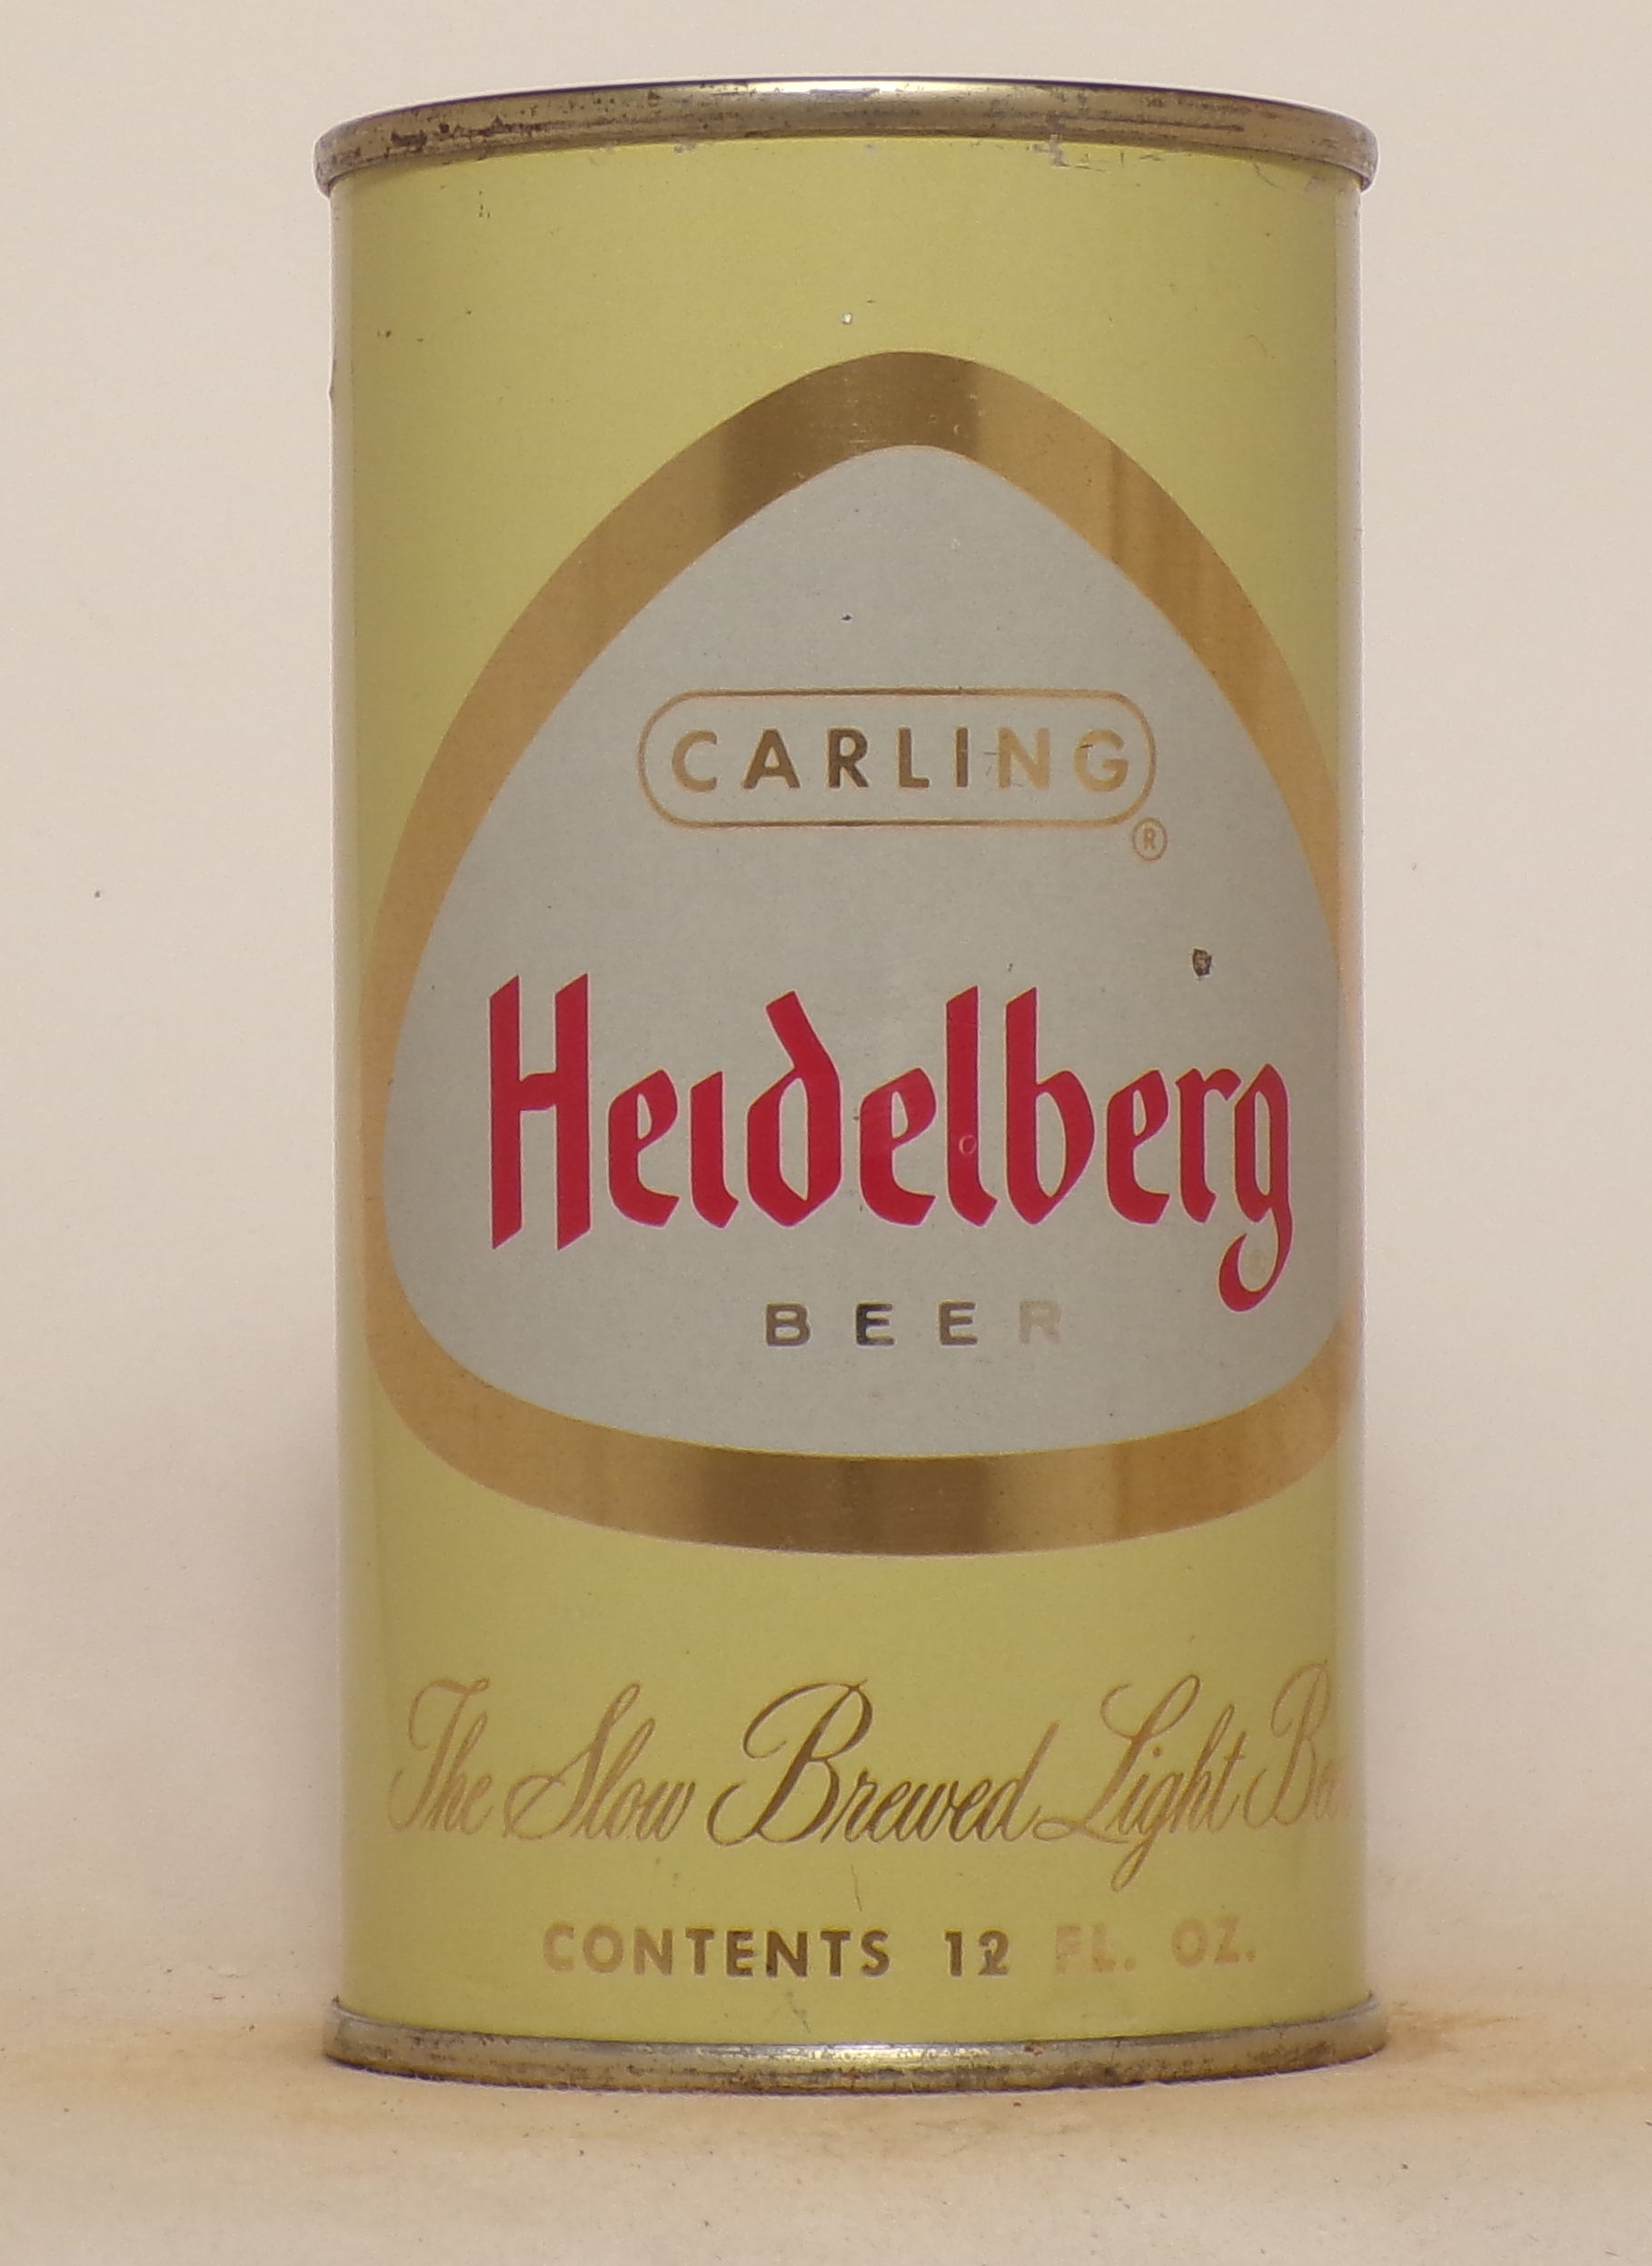 CARLING
®
Heidelberg
BEER
The Slow Brewed Light
CONTENTS 12 FL. OZ.